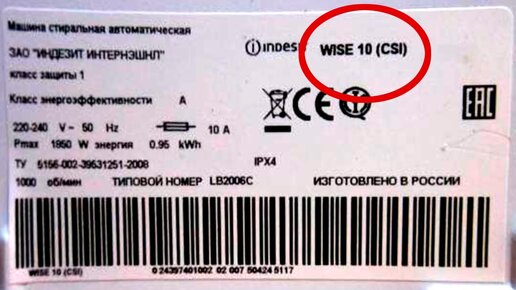 Машина стиральная автоматическая
ЗАО "ИНДЕЗИТ ИНТЕРНЭШНЛ"
класс защиты 1
INDESIT WISE 10 (CSI)
Класс энергоэффективности A
220-240 V~ 50 Hz 10 A
Pmax 1850 W энергия 0.95 kWh
ТУ 5156-002-39531251-2008 IPX4
1000 об/мин ТИПОВОЙ НОМЕР LB2006C ИЗГОТОВЛЕНО В РОССИИ
CE EAC
WISE 10 (CSI) 0 24397401002 02 007 50424 5117